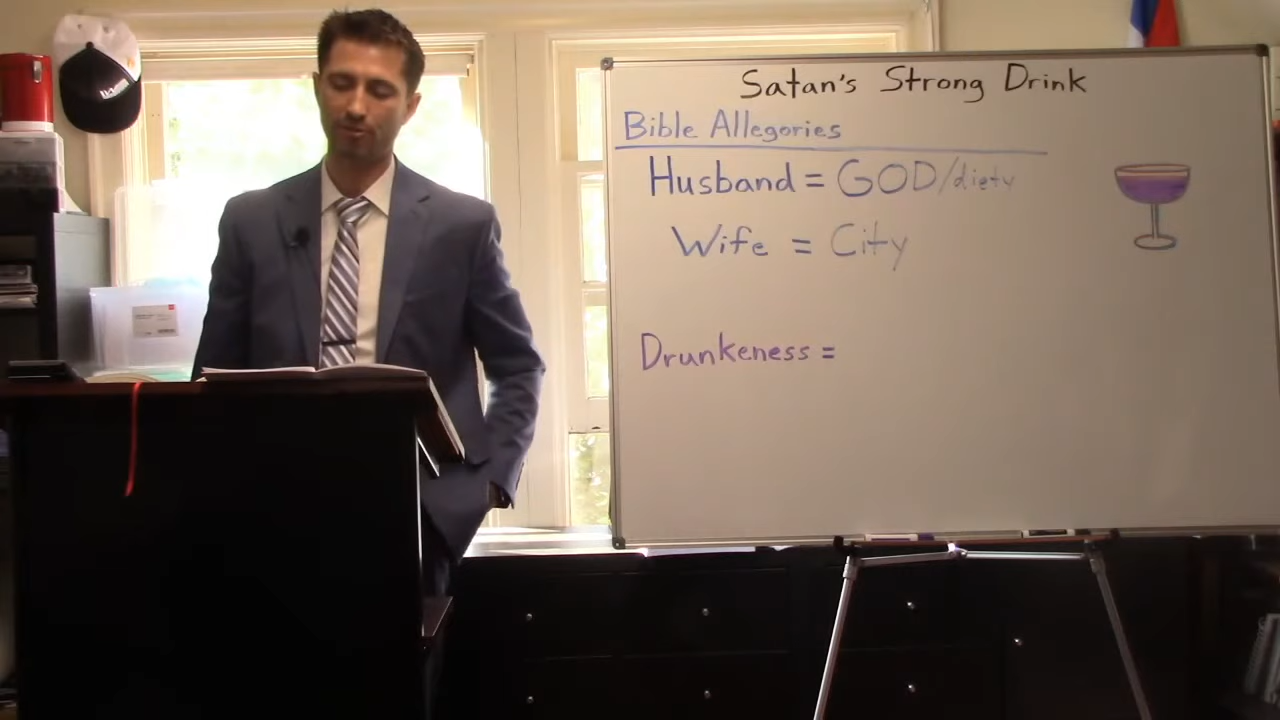 Satan's Strong Drink
Bible Allegories
Husband = GOD/diety
Wife = City
Drunkeness =